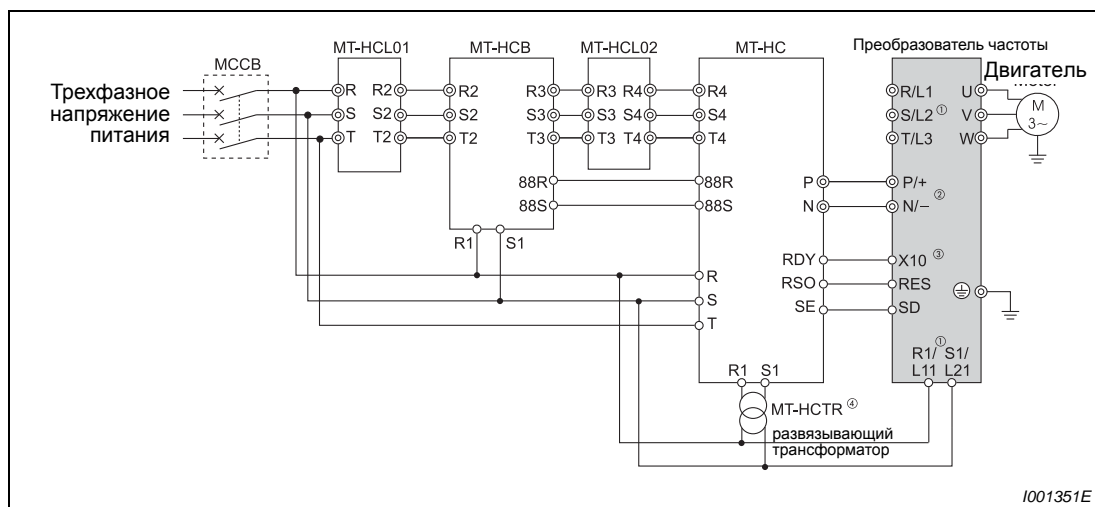 MT-HCL01
MT-HCB
MT-HCL02
MT-HC
Преобразователь частоты
MCCB
Трехфазное
напряжение
питания
Двигатель
R R2 R2 R3 R3 R4 R4 R/L1 U
S S2 S2 S3 S3 S4 S4 S/L2 ① V
T T2 T2 T3 T3 T4 T4 T/L3 W
M
3~
88R 88R P P/+
88S 88S N N/− ②
R1 S1
RDY X10 ③
R RSO RES
S SE SD
T
R1/ ① S1/
L11 L21
R1 S1
MT-HCTR ④
развязывающий
трансформатор
I001351E